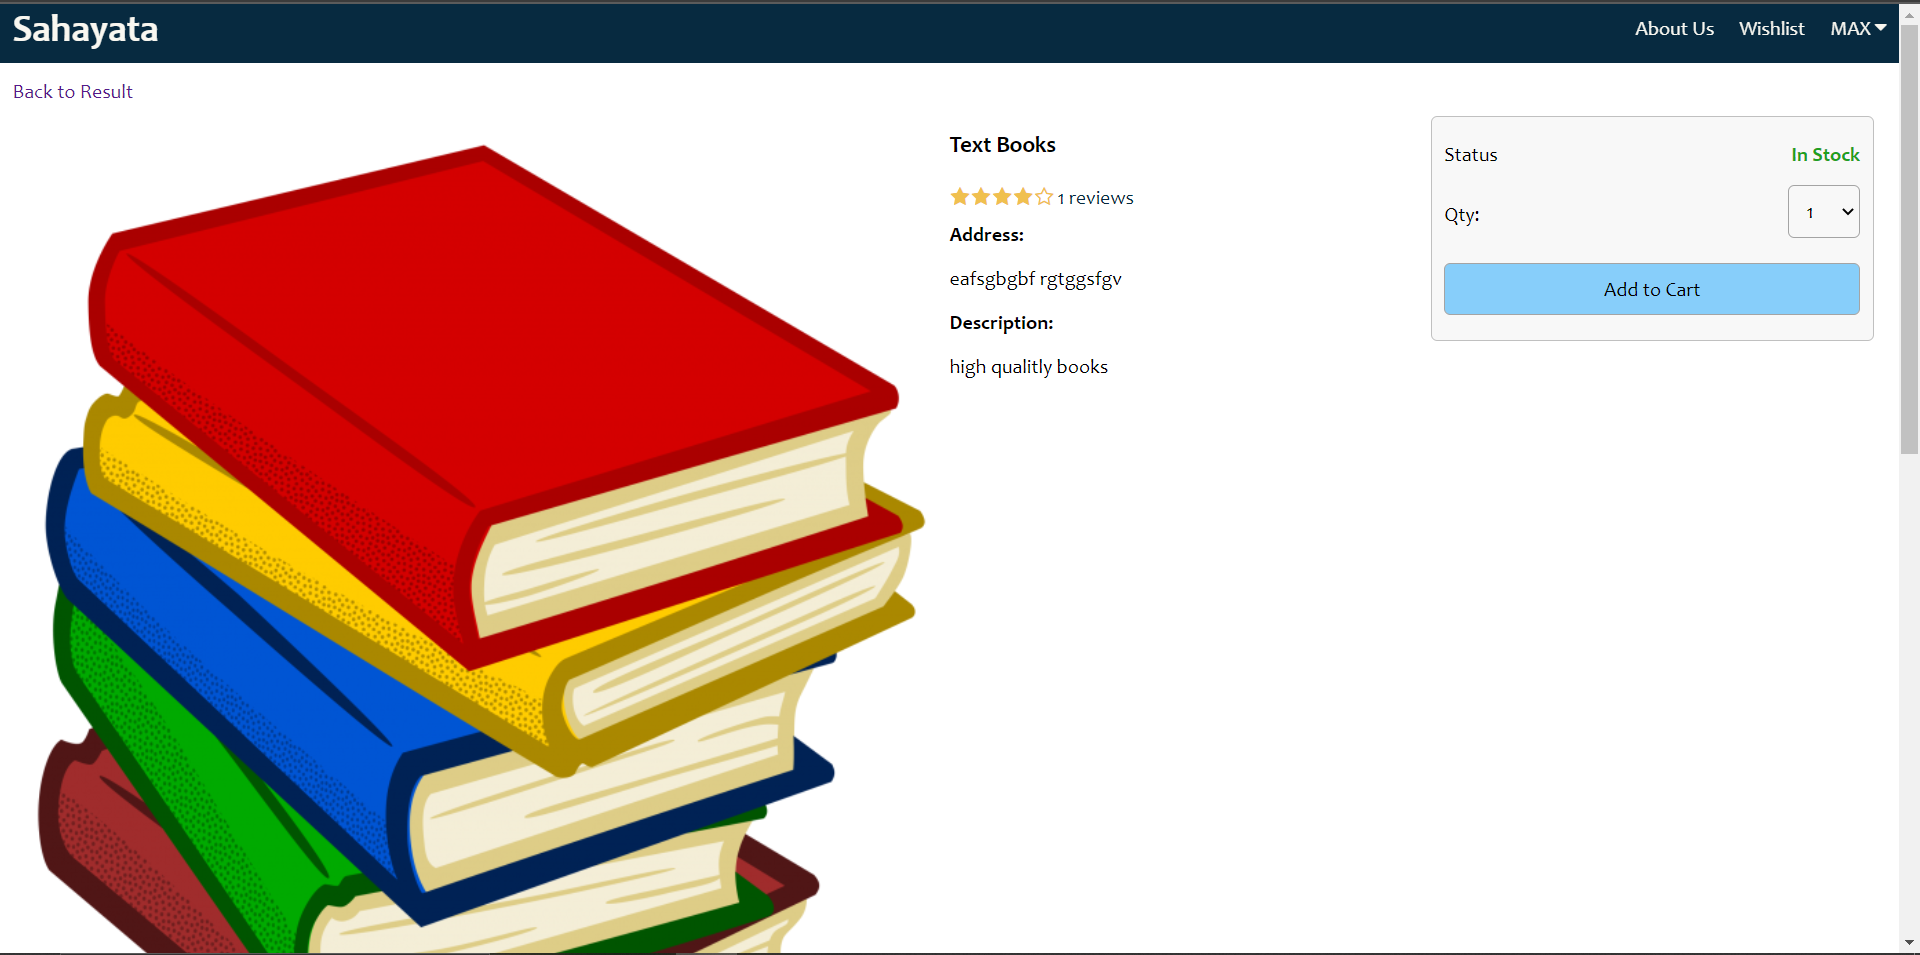 Sahayata
About Us Wishlist MAX
Back to Result
Text Books
1 reviews
Address:
eafsgbgbf rgtggsfgv
Description:
high qualitly books
Status In Stock
Qty: 1
Add to Cart